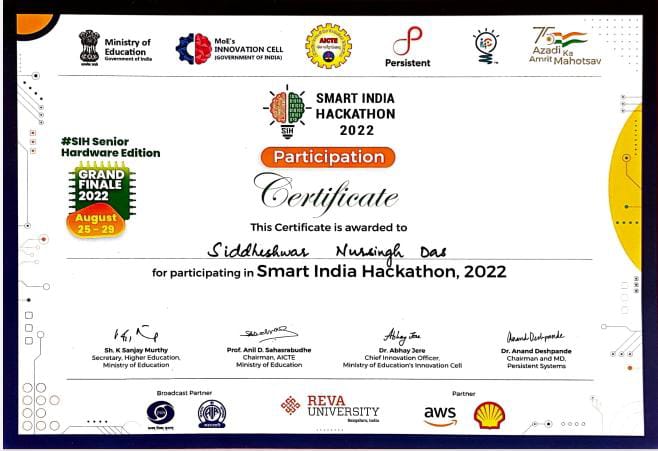 Ministry of
Education
Government of India
MoE's
INNOVATION CELL
(GOVERNMENT OF INDIA)
AICTE
Persistent
75
Azadi Ka
Amrit Mahotsav
SIH
SMART INDIA
HACKATHON
2022
#SIH Senior
Hardware Edition
GRAND
FINALE
2022
August
25 - 29
Participation
Certificate
This Certificate is awarded to
Siddheshwar Nursingh Das
for participating in Smart India Hackathon, 2022
Sh. K Sanjay Murthy
Secretary, Higher Education,
Ministry of Education
Prof. Anil D. Sahasrabudhe
Chairman, AICTE
Ministry of Education
Abhay Jere
Dr. Abhay Jere
Chief Innovation Officer,
Ministry of Education's Innovation Cell
Anand Deshpande
Dr. Anand Deshpande
Chairman and MD,
Persistent Systems
Broadcast Partner
REVA
UNIVERSITY
Bengaluru, India
Partner
aws